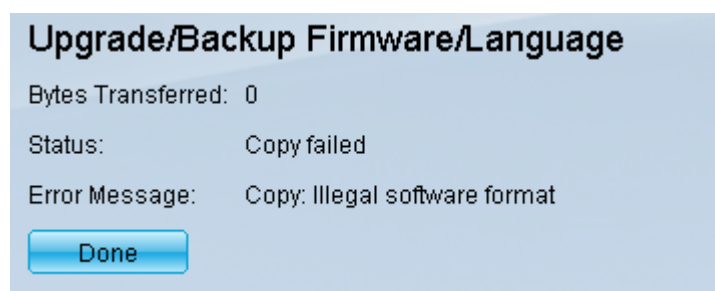 Upgrade/Backup Firmware/Language
Bytes Transferred: 0
Status: Copy failed
Error Message: Copy: Illegal software format
Done